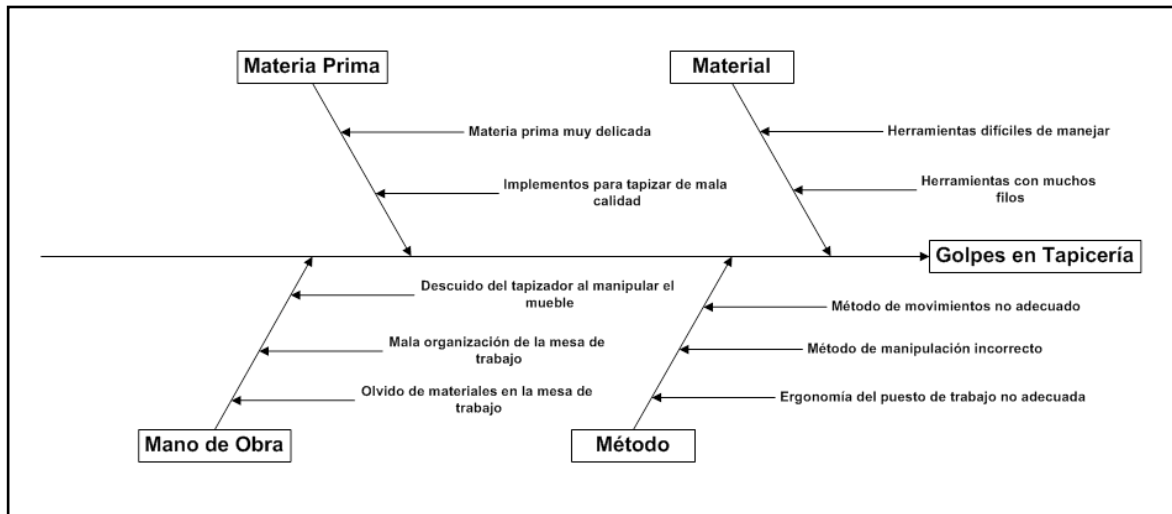 Materia Prima
Material
Materia prima muy delicada
Herramientas difíciles de manejar
Implementos para tapizar de mala
calidad
Herramientas con muchos
filos
Golpes en Tapicería
Descuido del tapizador al manipular el
mueble
Método de movimientos no adecuado
Mala organización de la mesa de
trabajo
Método de manipulación incorrecto
Olvido de materiales en la mesa de
trabajo
Ergonomía del puesto de trabajo no adecuada
Mano de Obra
Método